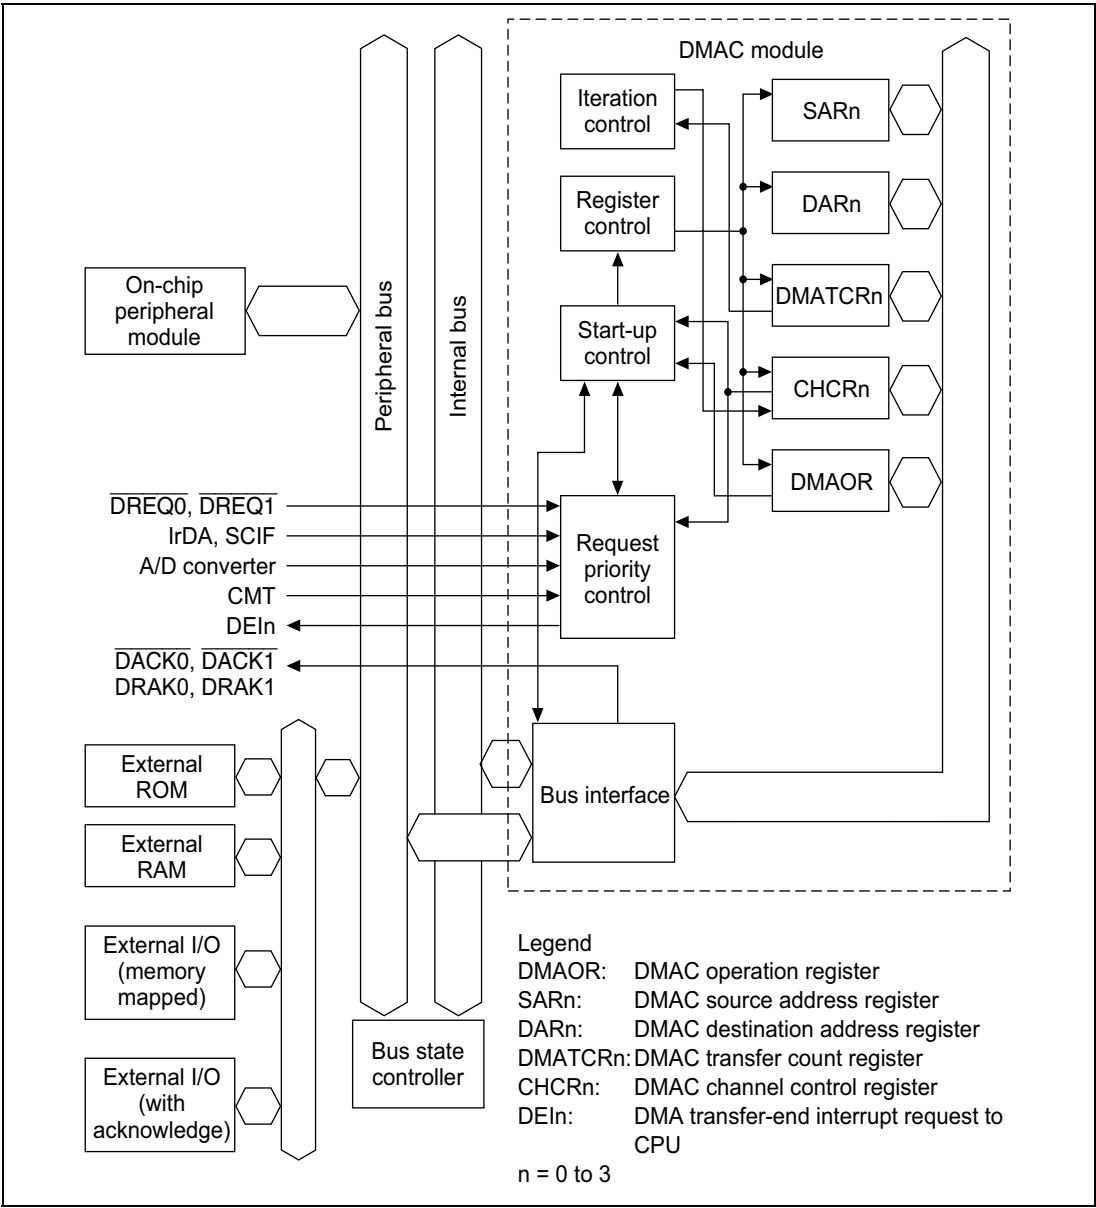 DMAC module
Iteration
control
SARn
Register
control
DARn
On-chip
peripheral
module
Peripheral bus
Internal bus
Start-up
control
DMATCRn
CHCRn
DMAOR
DREQ0, DREQ1
IrDA, SCIF
A/D converter
CMT
DEIn
Request
priority
control
DACK0, DACK1
DRAK0, DRAK1
External
ROM
Bus interface
External
RAM
External I/O
(memory
mapped)
External I/O
(with
acknowledge)
Bus state
controller
Legend
DMAOR: DMAC operation register
SARn: DMAC source address register
DARn: DMAC destination address register
DMATCRn: DMAC transfer count register
CHCRn: DMAC channel control register
DEIn: DMA transfer-end interrupt request to
CPU
n = 0 to 3